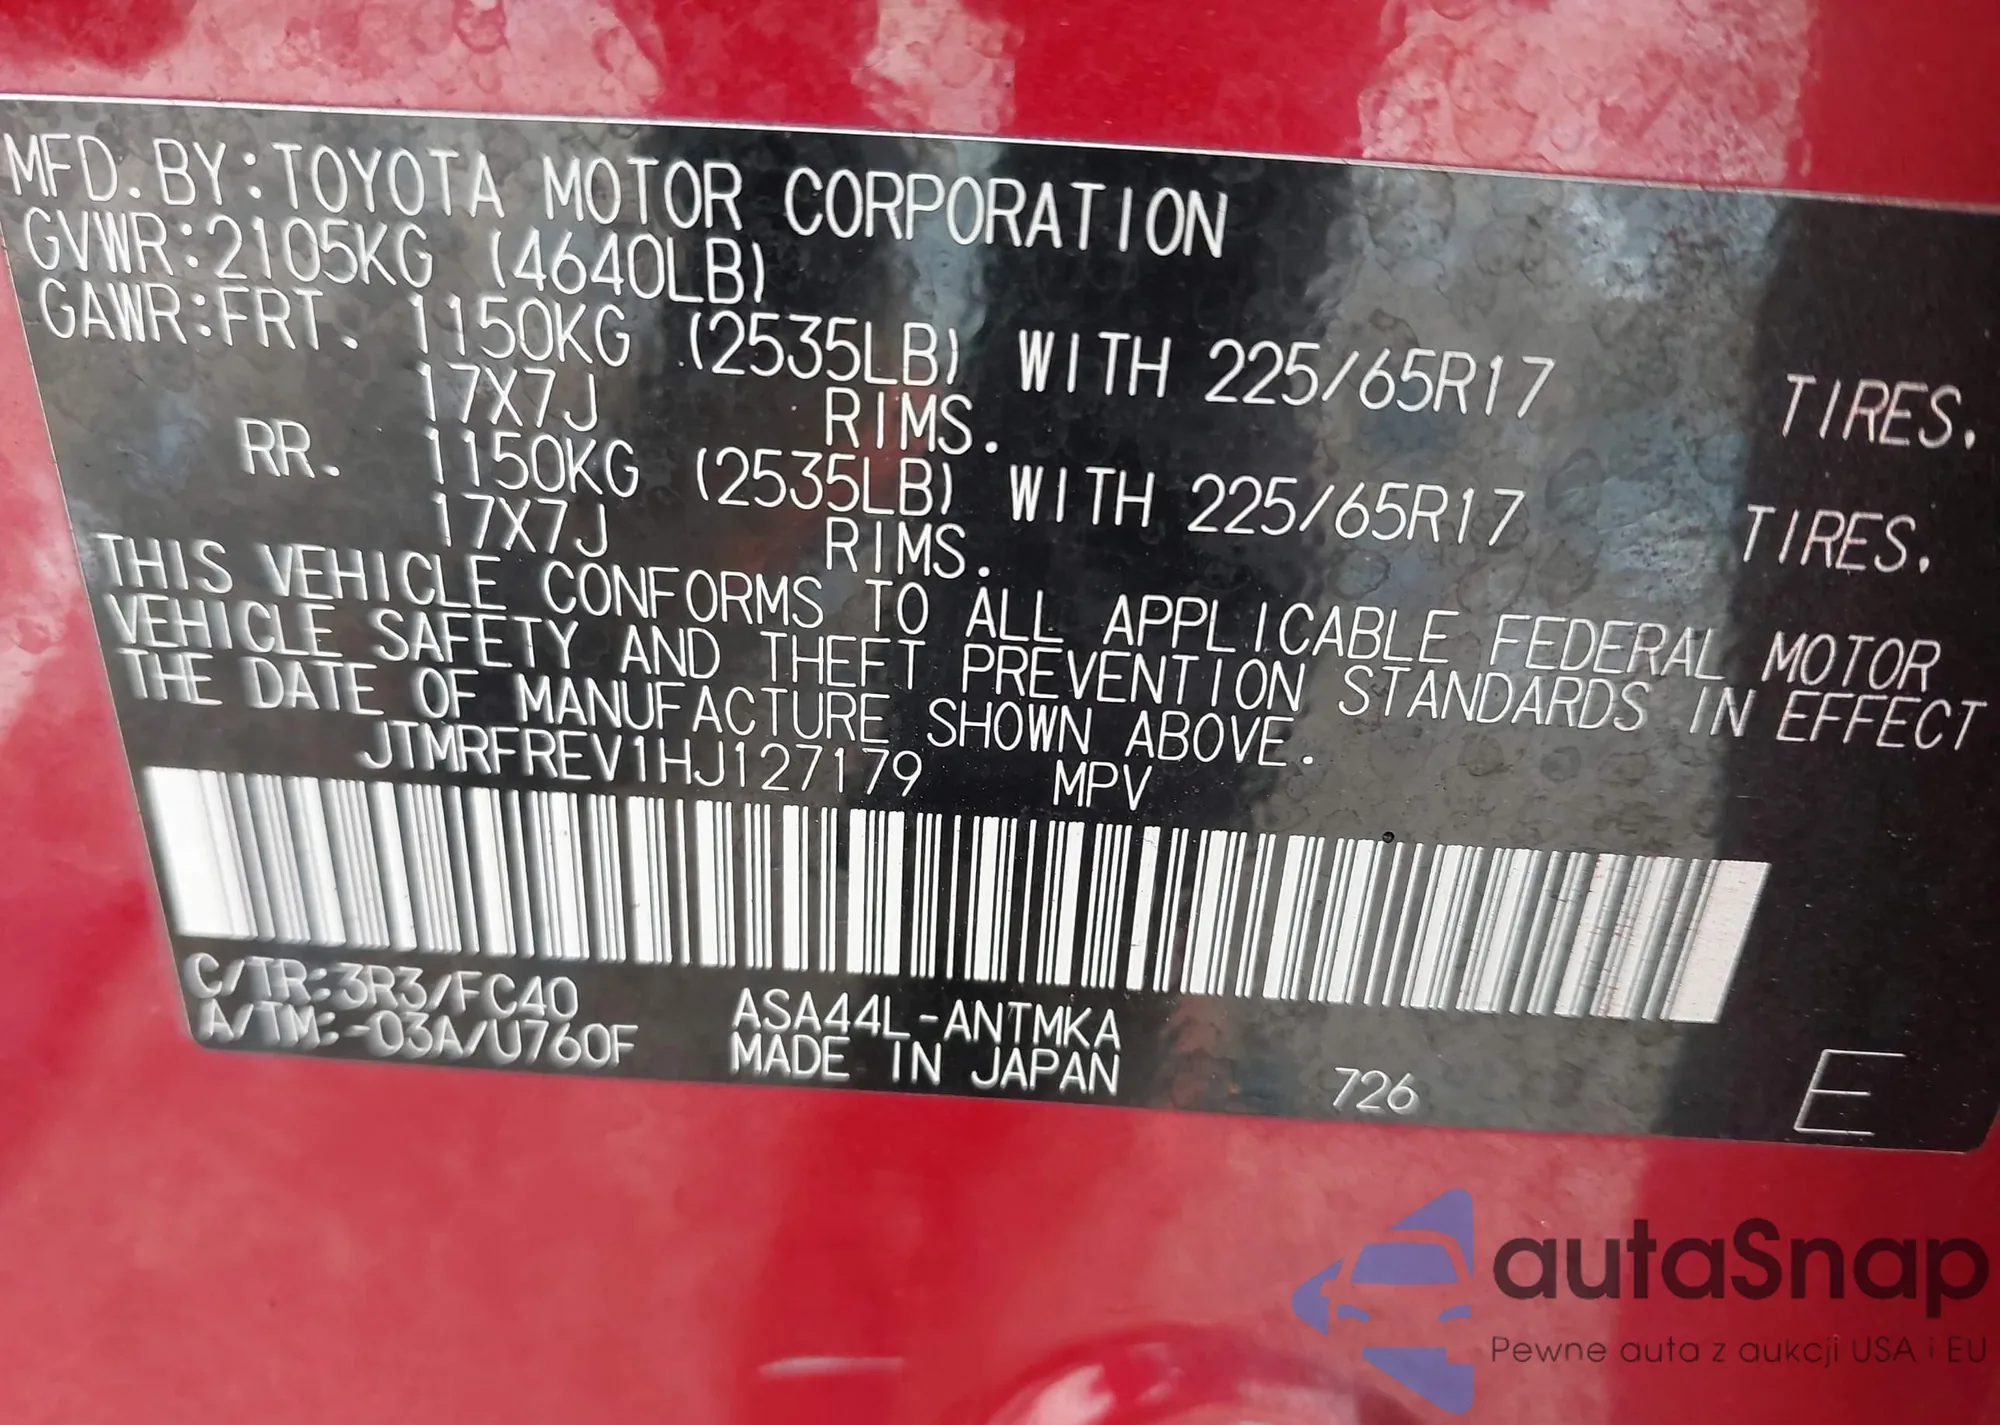 MFD.BY:TOYOTA MOTOR CORPORATION
GVWR:2105KG (4640LB)
GAWR:FRT. 1150KG (2535LB) WITH 225/65R17 TIRES.
17X7J RIMS.
RR. 1150KG (2535LB) WITH 225/65R17 TIRES.
17X7J RIMS.
THIS VEHICLE CONFORMS TO ALL APPLICABLE FEDERAL MOTOR
VEHICLE SAFETY AND THEFT PREVENTION STANDARDS IN EFFECT
THE DATE OF MANUFACTURE SHOWN ABOVE.
JTMRFREV1HJ127179 MPV
C/TR:3R3/FC40 ASA44L-ANTMKA
A/TM:-03A/U760F MADE IN JAPAN 726 E
autaSnap
Pewne auta z aukcji USA i EU